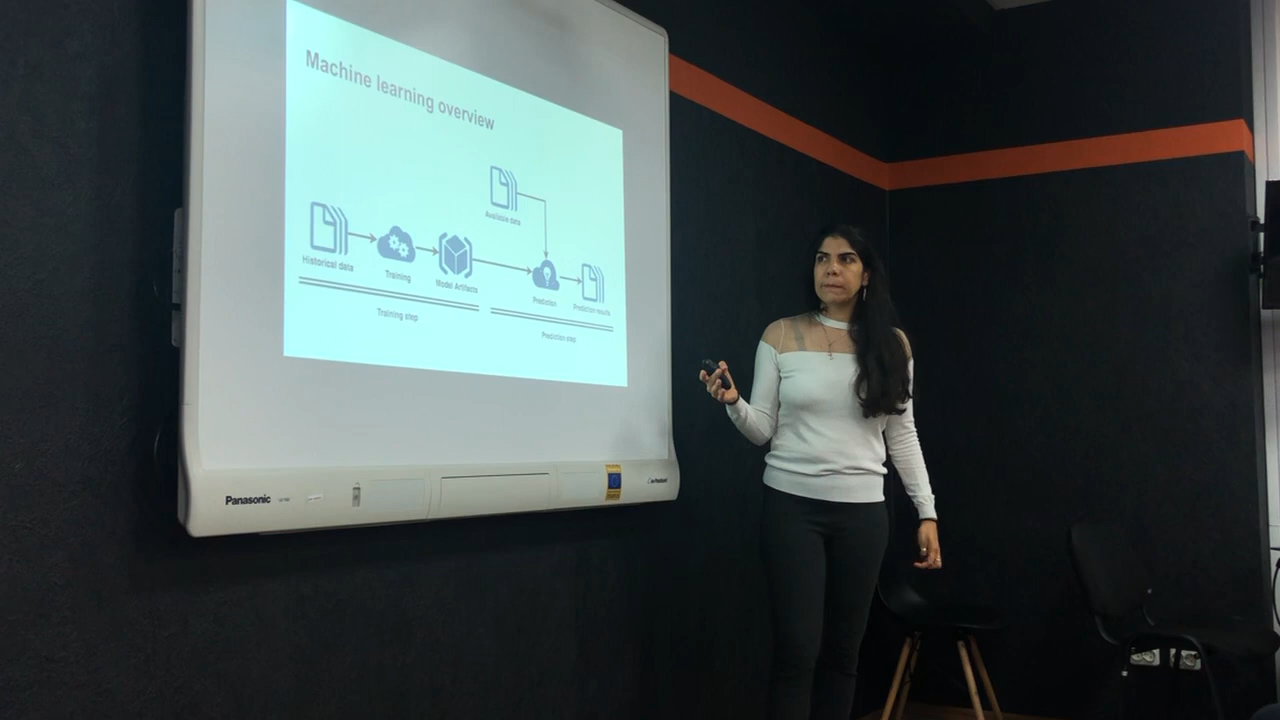 Machine learning overview
Available data
Historical data
Training
Model Artifacts
Prediction
Prediction results
Training step
Prediction step
Panasonic